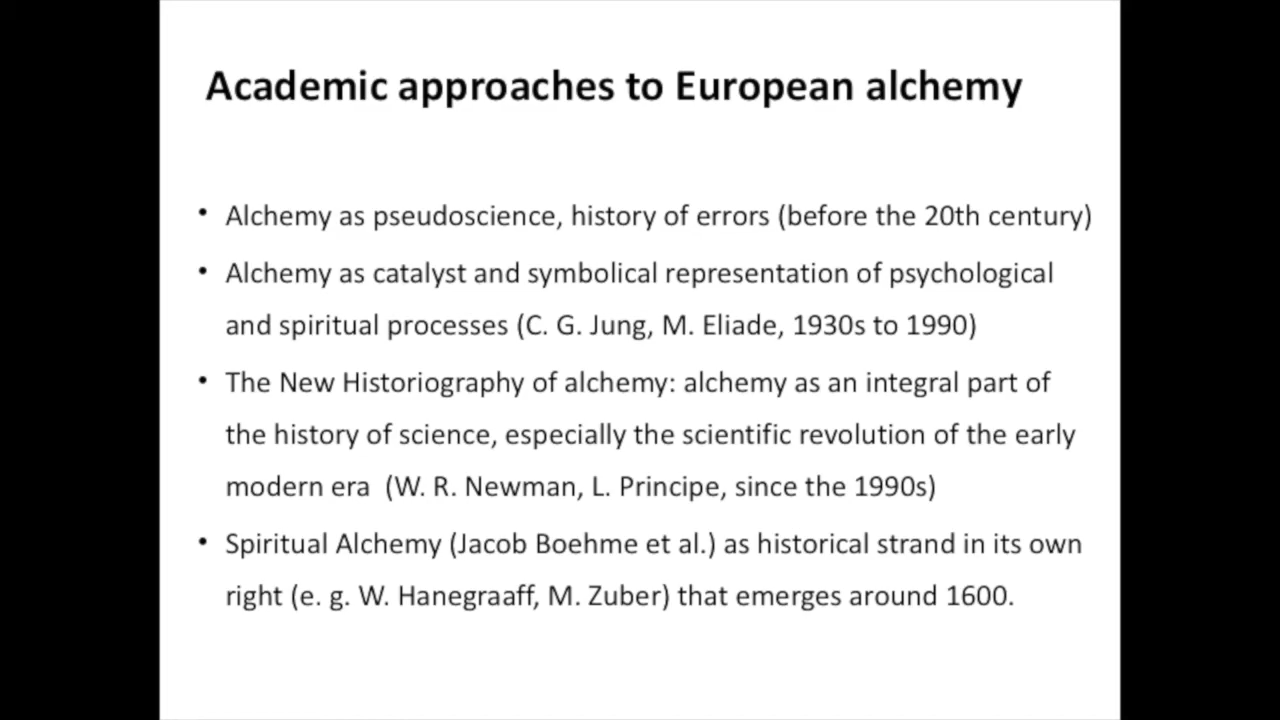 Academic approaches to European alchemy
• Alchemy as pseudoscience, history of errors (before the 20th century)
• Alchemy as catalyst and symbolical representation of psychological
and spiritual processes (C. G. Jung, M. Eliade, 1930s to 1990)
• The New Historiography of alchemy: alchemy as an integral part of
the history of science, especially the scientific revolution of the early
modern era  (W. R. Newman, L. Principe, since the 1990s)
• Spiritual Alchemy (Jacob Boehme et al.) as historical strand in its own
right (e. g. W. Hanegraaff, M. Zuber) that emerges around 1600.